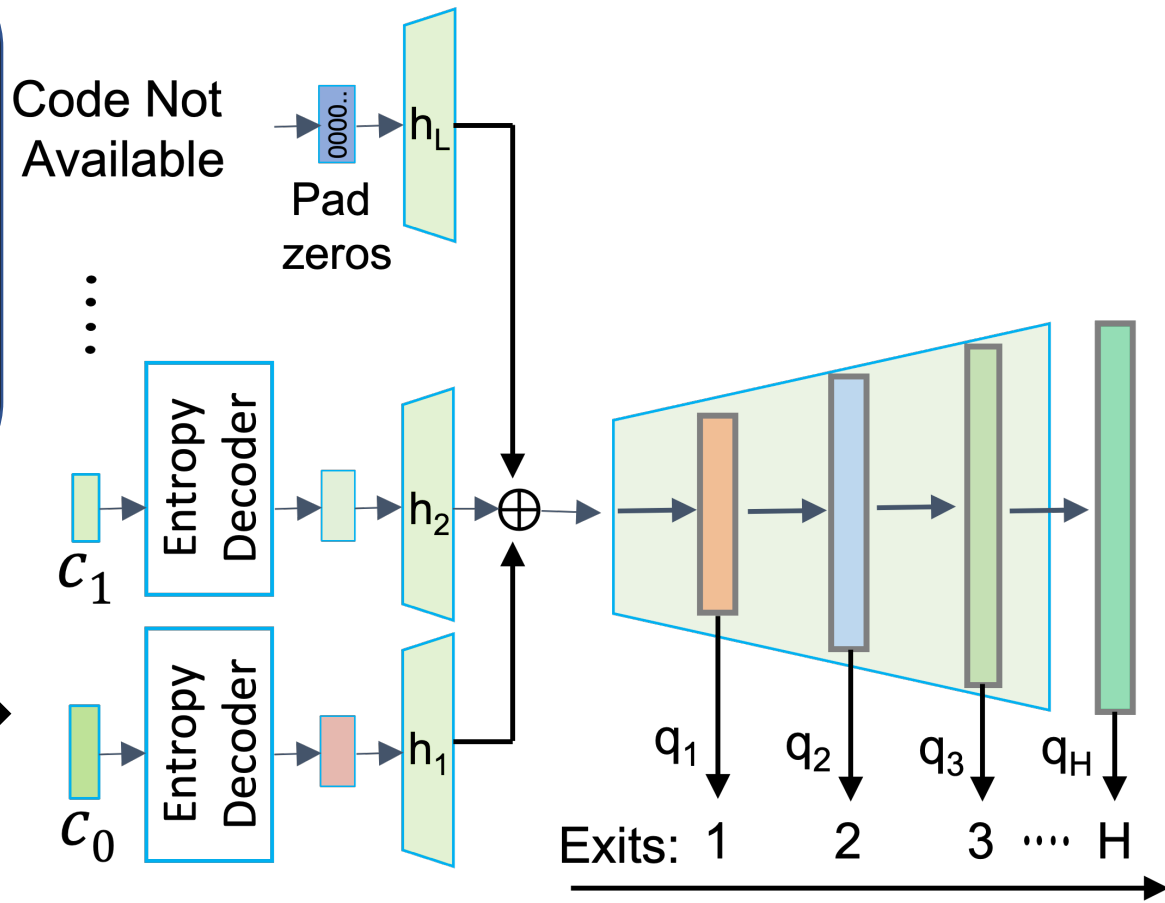 Code Not
Available
0000..
h_L
Pad
zeros
Entropy
Decoder
h_2
c_1
Entropy
Decoder
h_1
c_0
q_1
q_2
q_3
q_H
Exits: 1 2 3 ····· H